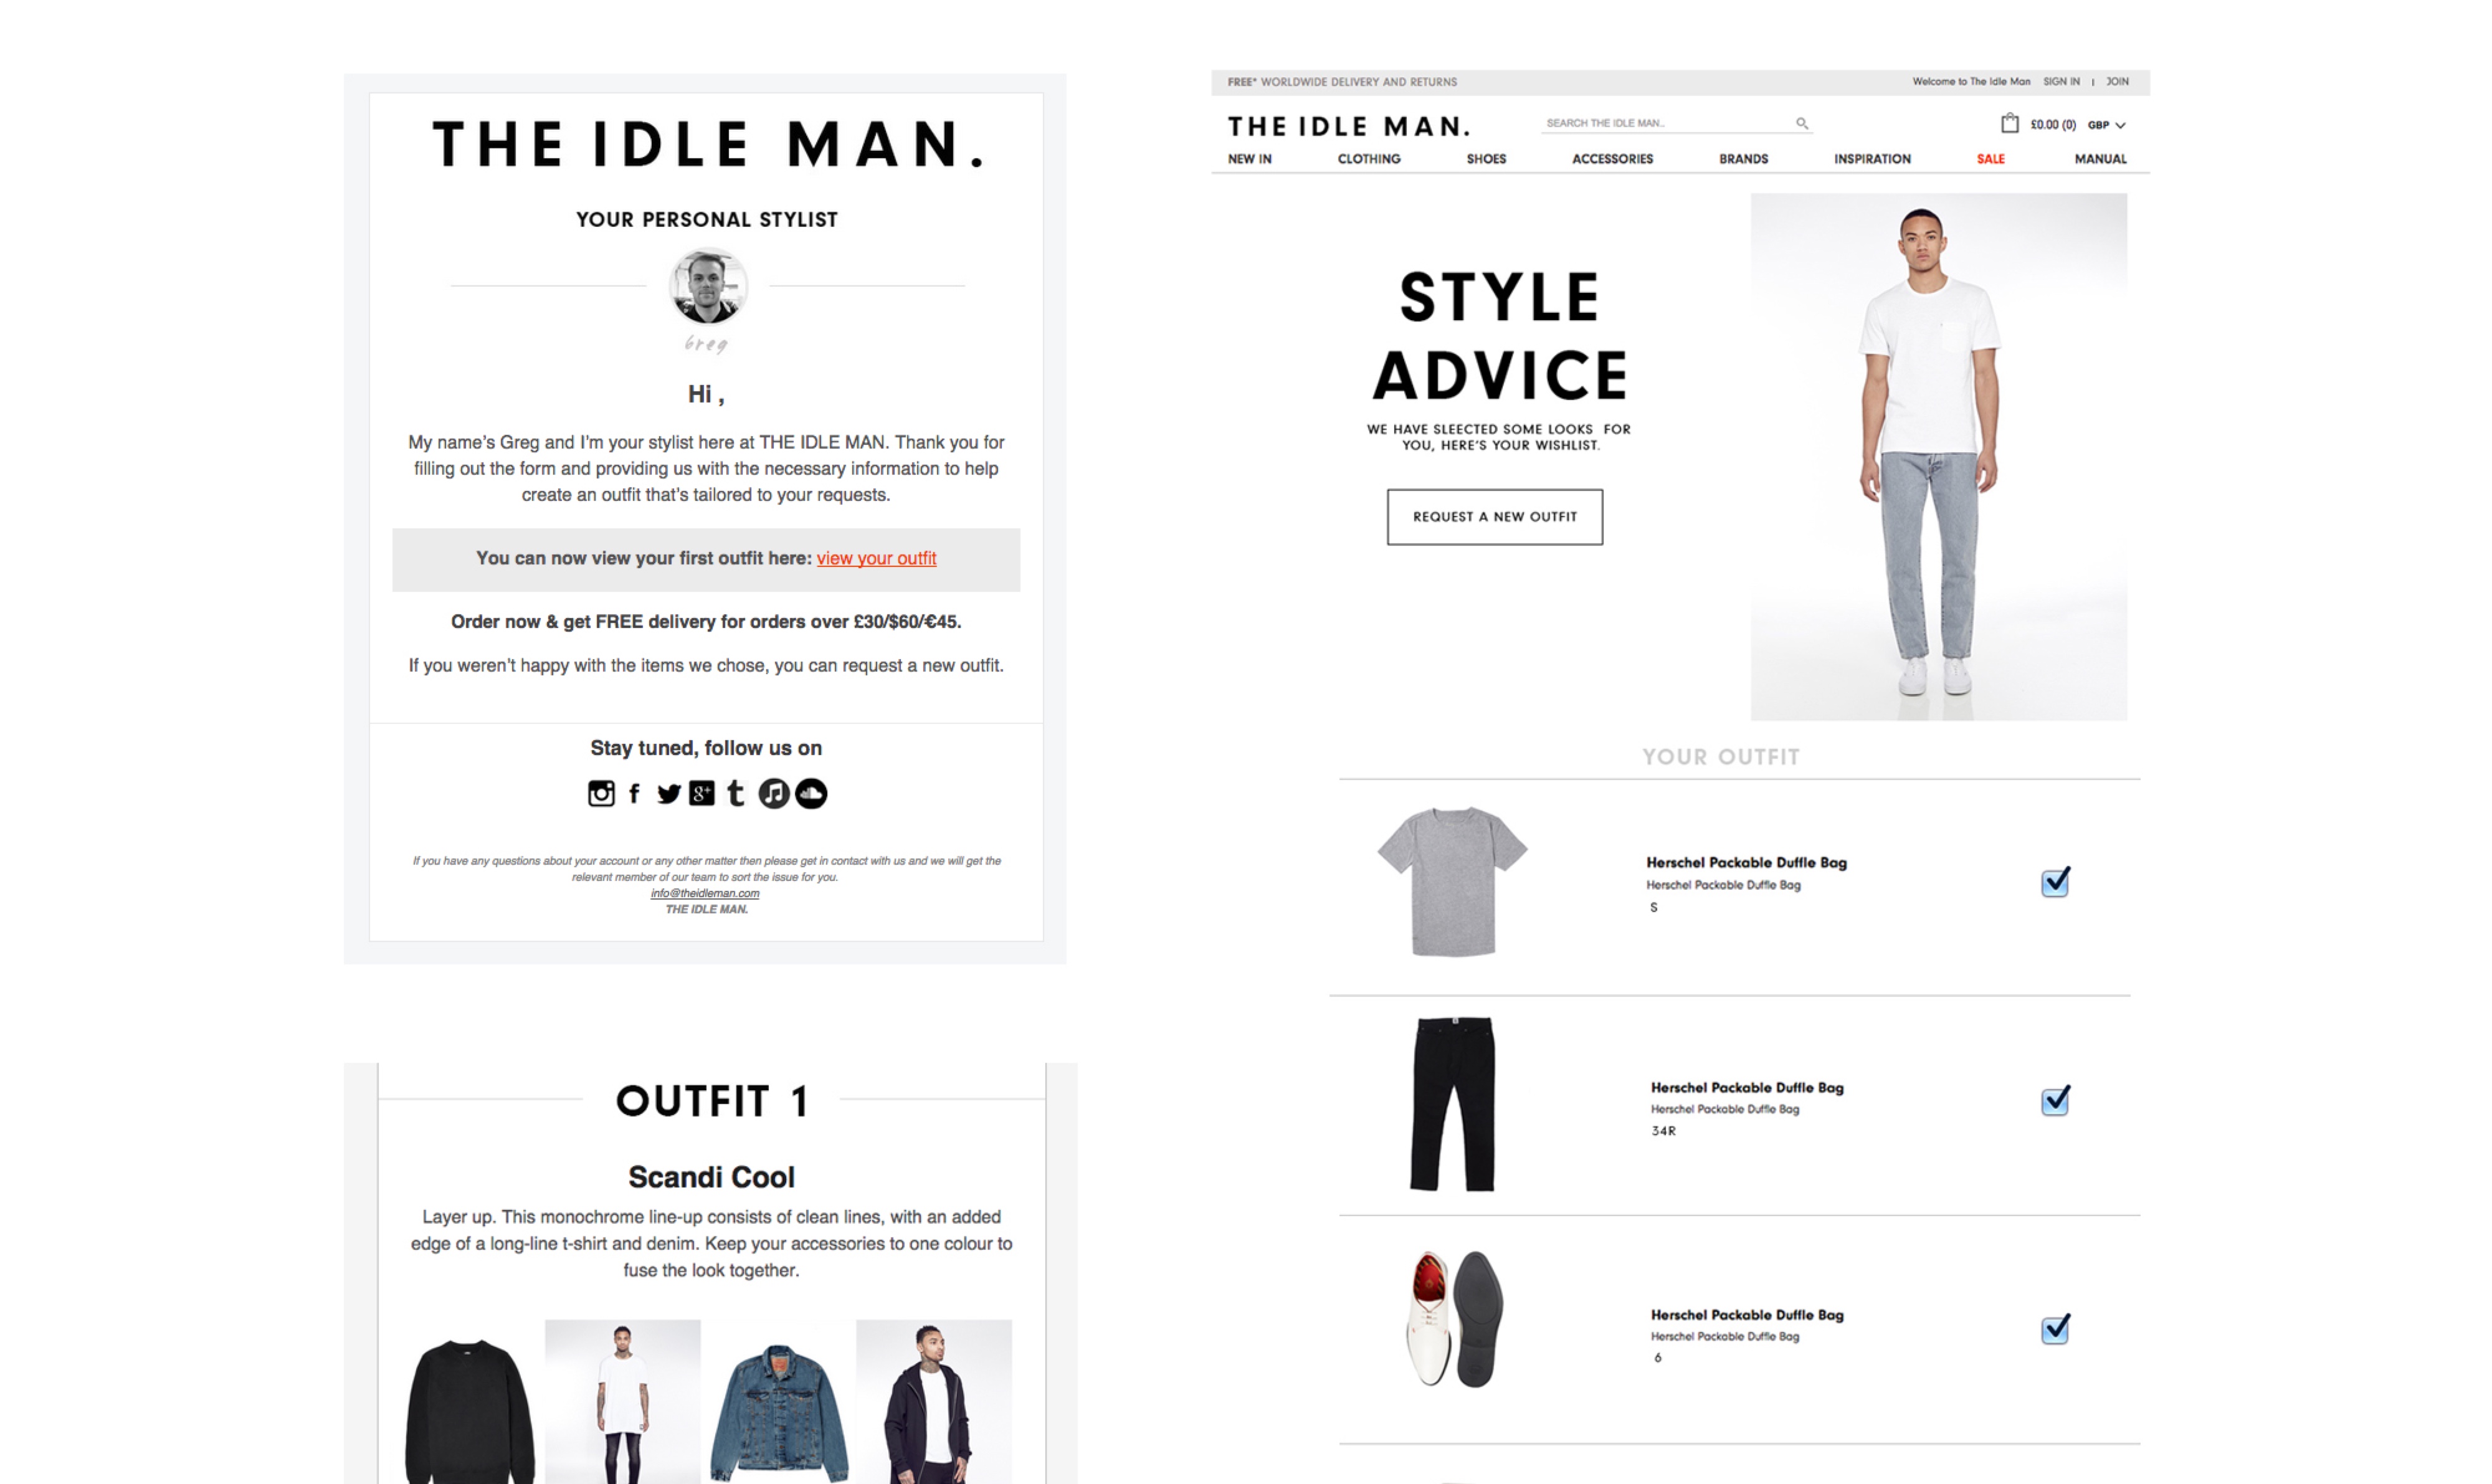 THE IDLE MAN.
YOUR PERSONAL STYLIST
Greg
Hi ,
My name's Greg and I'm your stylist here at THE IDLE MAN. Thank you for
filling out the form and providing us with the necessary information to help
create an outfit that's tailored to your requests.
You can now view your first outfit here: view your outfit
Order now & get FREE delivery for orders over £30/$60/€45.
If you weren't happy with the items we chose, you can request a new outfit.
Stay tuned, follow us on
If you have any questions about your account or any other matter then please get in contact with us and we will get the
relevant member of our team to sort the issue for you.
info@theidleman.com
THE IDLE MAN.
OUTFIT 1
Scandi Cool
Layer up. This monochrome line-up consists of clean lines, with an added
edge of a long-line t-shirt and denim. Keep your accessories to one colour to
fuse the look together.
FREE* WORLDWIDE DELIVERY AND RETURNS
Welcome to The Idle Man SIGN IN | JOIN
THE IDLE MAN.
SEARCH THE IDLE MAN..
£0.00 (0) GBP
NEW IN CLOTHING SHOES ACCESSORIES BRANDS INSPIRATION SALE MANUAL
STYLE
ADVICE
WE HAVE SLEECTED SOME LOOKS FOR
YOU, HERE'S YOUR WISHLIST.
REQUEST A NEW OUTFIT
YOUR OUTFIT
Herschel Packable Duffle Bag
Herschel Packable Duffle Bag
S
Herschel Packable Duffle Bag
Herschel Packable Duffle Bag
34R
Herschel Packable Duffle Bag
Herschel Packable Duffle Bag
6